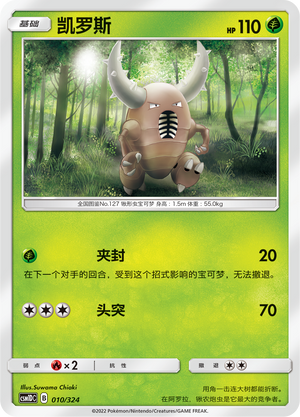 基础 凯罗斯 HP 110
全国图鉴No.127 锹形虫宝可梦 身高：1.5m 体重：55.0kg
夹封 20
在下一个对手的回合，受到这个招式影响的宝可梦，无法撤退。
头突 70
弱点 ×2 抗性 撤退
Illus.Suwama Chiaki
CSM1DC B 010/324
用角一击连大树都能折断。
在阿罗拉，锹农炮虫是它最大的竞争者。
©2022 Pokémon/Nintendo/Creatures/GAME FREAK.